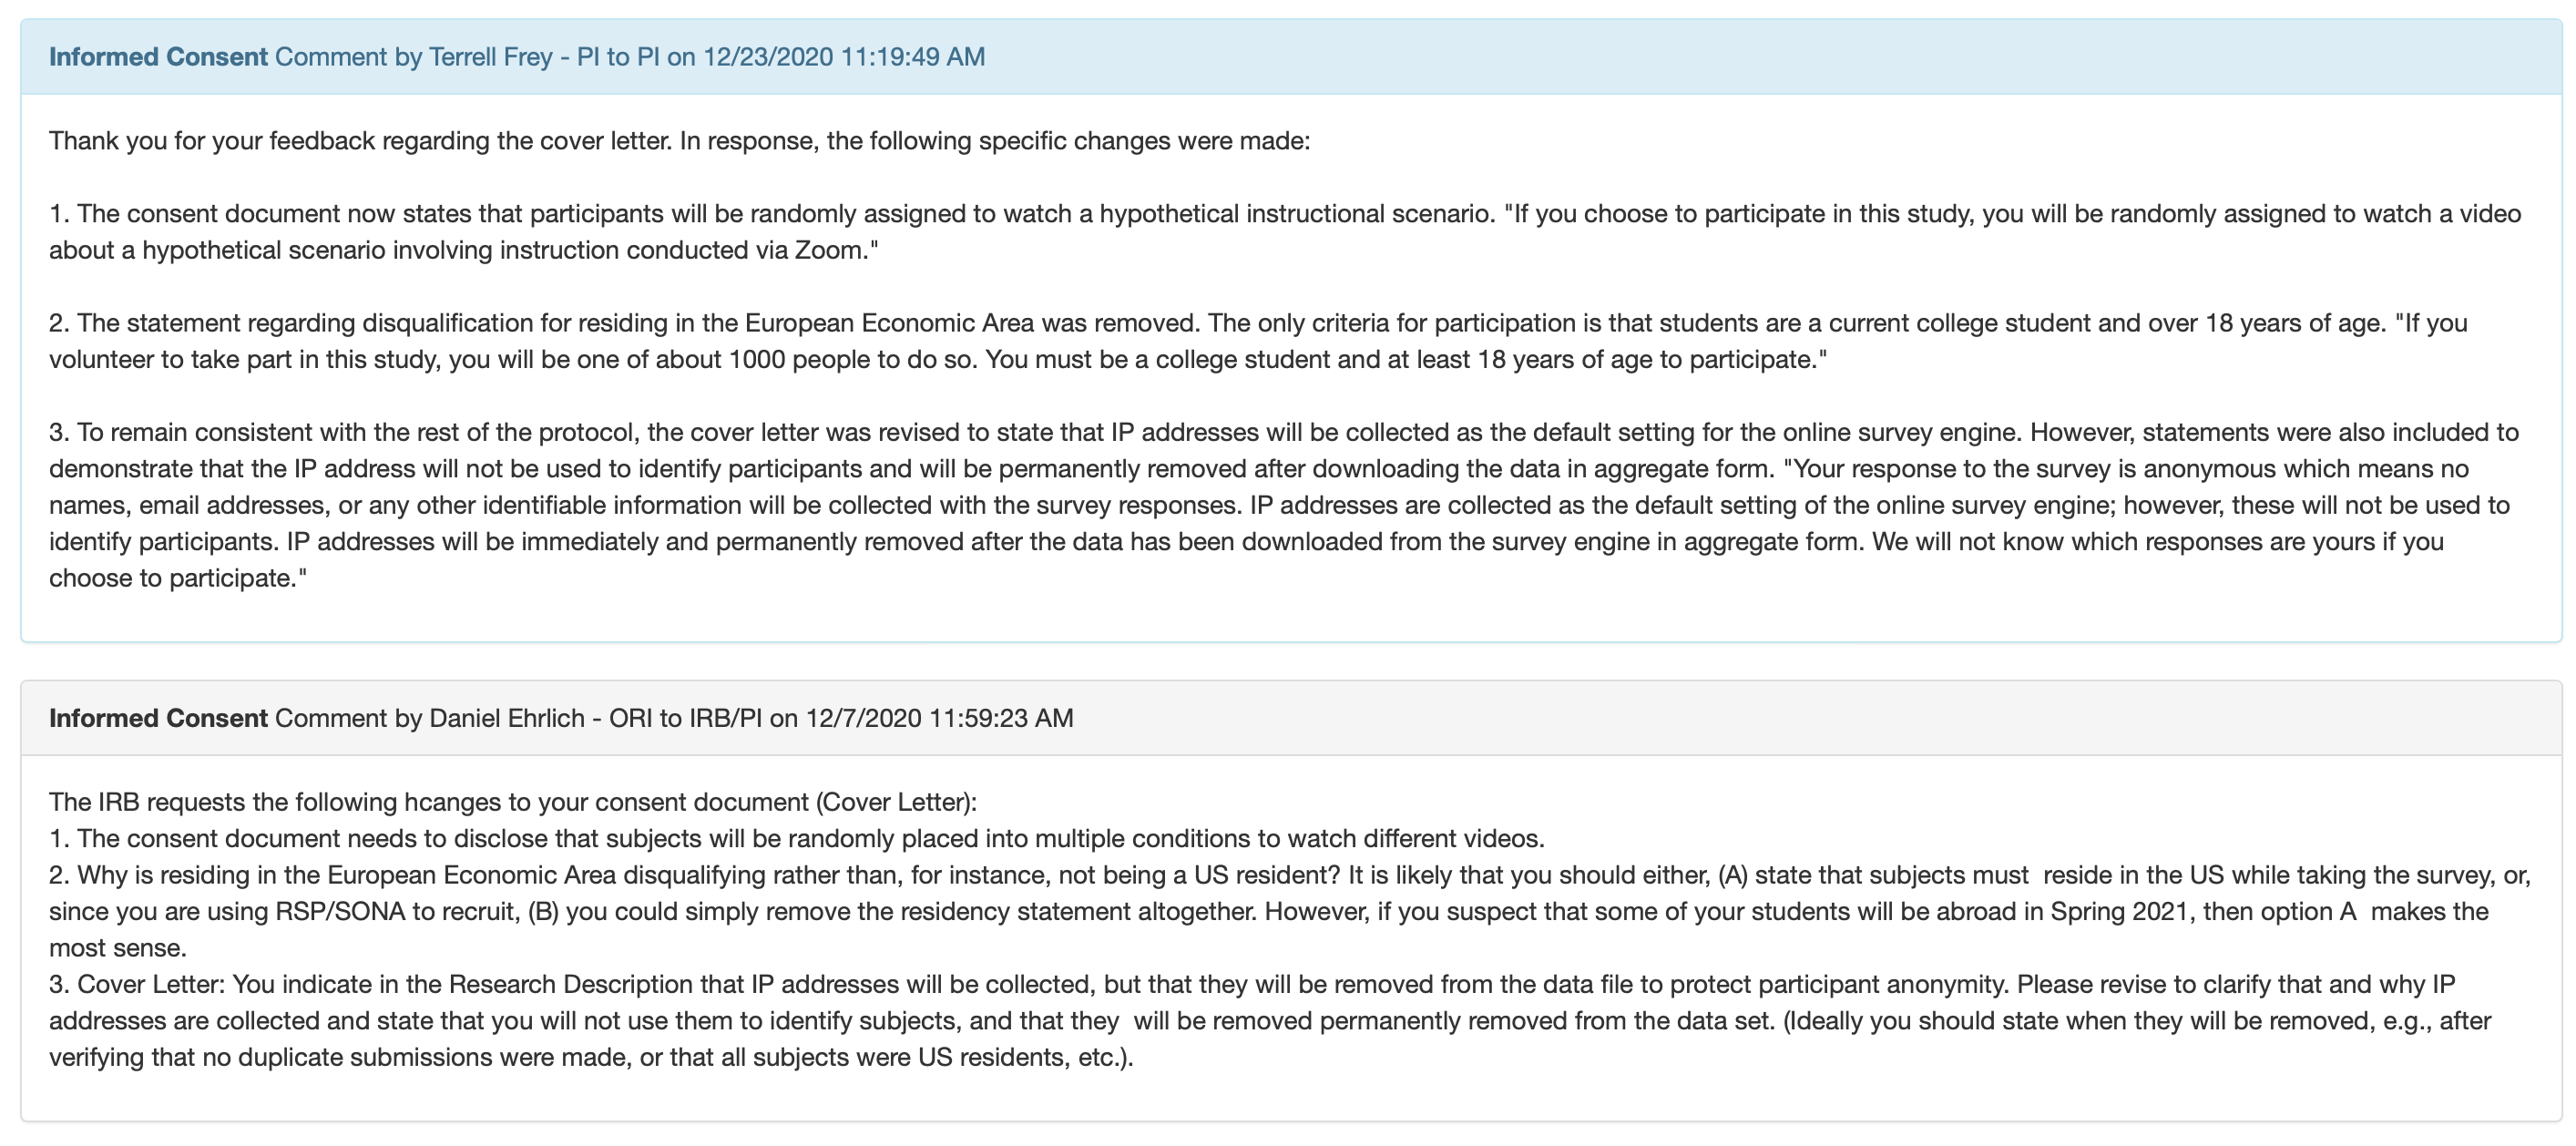 Informed Consent Comment by Terrell Frey - PI to PI on 12/23/2020 11:19:49 AM
Thank you for your feedback regarding the cover letter. In response, the following specific changes were made:
1. The consent document now states that participants will be randomly assigned to watch a hypothetical instructional scenario. "If you choose to participate in this study, you will be randomly assigned to watch a video
about a hypothetical scenario involving instruction conducted via Zoom."
2. The statement regarding disqualification for residing in the European Economic Area was removed. The only criteria for participation is that students are a current college student and over 18 years of age. "If you
volunteer to take part in this study, you will be one of about 1000 people to do so. You must be a college student and at least 18 years of age to participate."
3. To remain consistent with the rest of the protocol, the cover letter was revised to state that IP addresses will be collected as the default setting for the online survey engine. However, statements were also included to
demonstrate that the IP address will not be used to identify participants and will be permanently removed after downloading the data in aggregate form. "Your response to the survey is anonymous which means no
names, email addresses, or any other identifiable information will be collected with the survey responses. IP addresses are collected as the default setting of the online survey engine; however, these will not be used to
identify participants. IP addresses will be immediately and permanently removed after the data has been downloaded from the survey engine in aggregate form. We will not know which responses are yours if you
choose to participate."
Informed Consent Comment by Daniel Ehrlich - ORI to IRB/PI on 12/7/2020 11:59:23 AM
The IRB requests the following hcanges to your consent document (Cover Letter):
1. The consent document needs to disclose that subjects will be randomly placed into multiple conditions to watch different videos.
2. Why is residing in the European Economic Area disqualifying rather than, for instance, not being a US resident? It is likely that you should either, (A) state that subjects must  reside in the US while taking the survey, or,
since you are using RSP/SONA to recruit, (B) you could simply remove the residency statement altogether. However, if you suspect that some of your students will be abroad in Spring 2021, then option A  makes the
most sense.
3. Cover Letter: You indicate in the Research Description that IP addresses will be collected, but that they will be removed from the data file to protect participant anonymity. Please revise to clarify that and why IP
addresses are collected and state that you will not use them to identify subjects, and that they  will be removed permanently removed from the data set. (Ideally you should state when they will be removed, e.g., after
verifying that no duplicate submissions were made, or that all subjects were US residents, etc.).